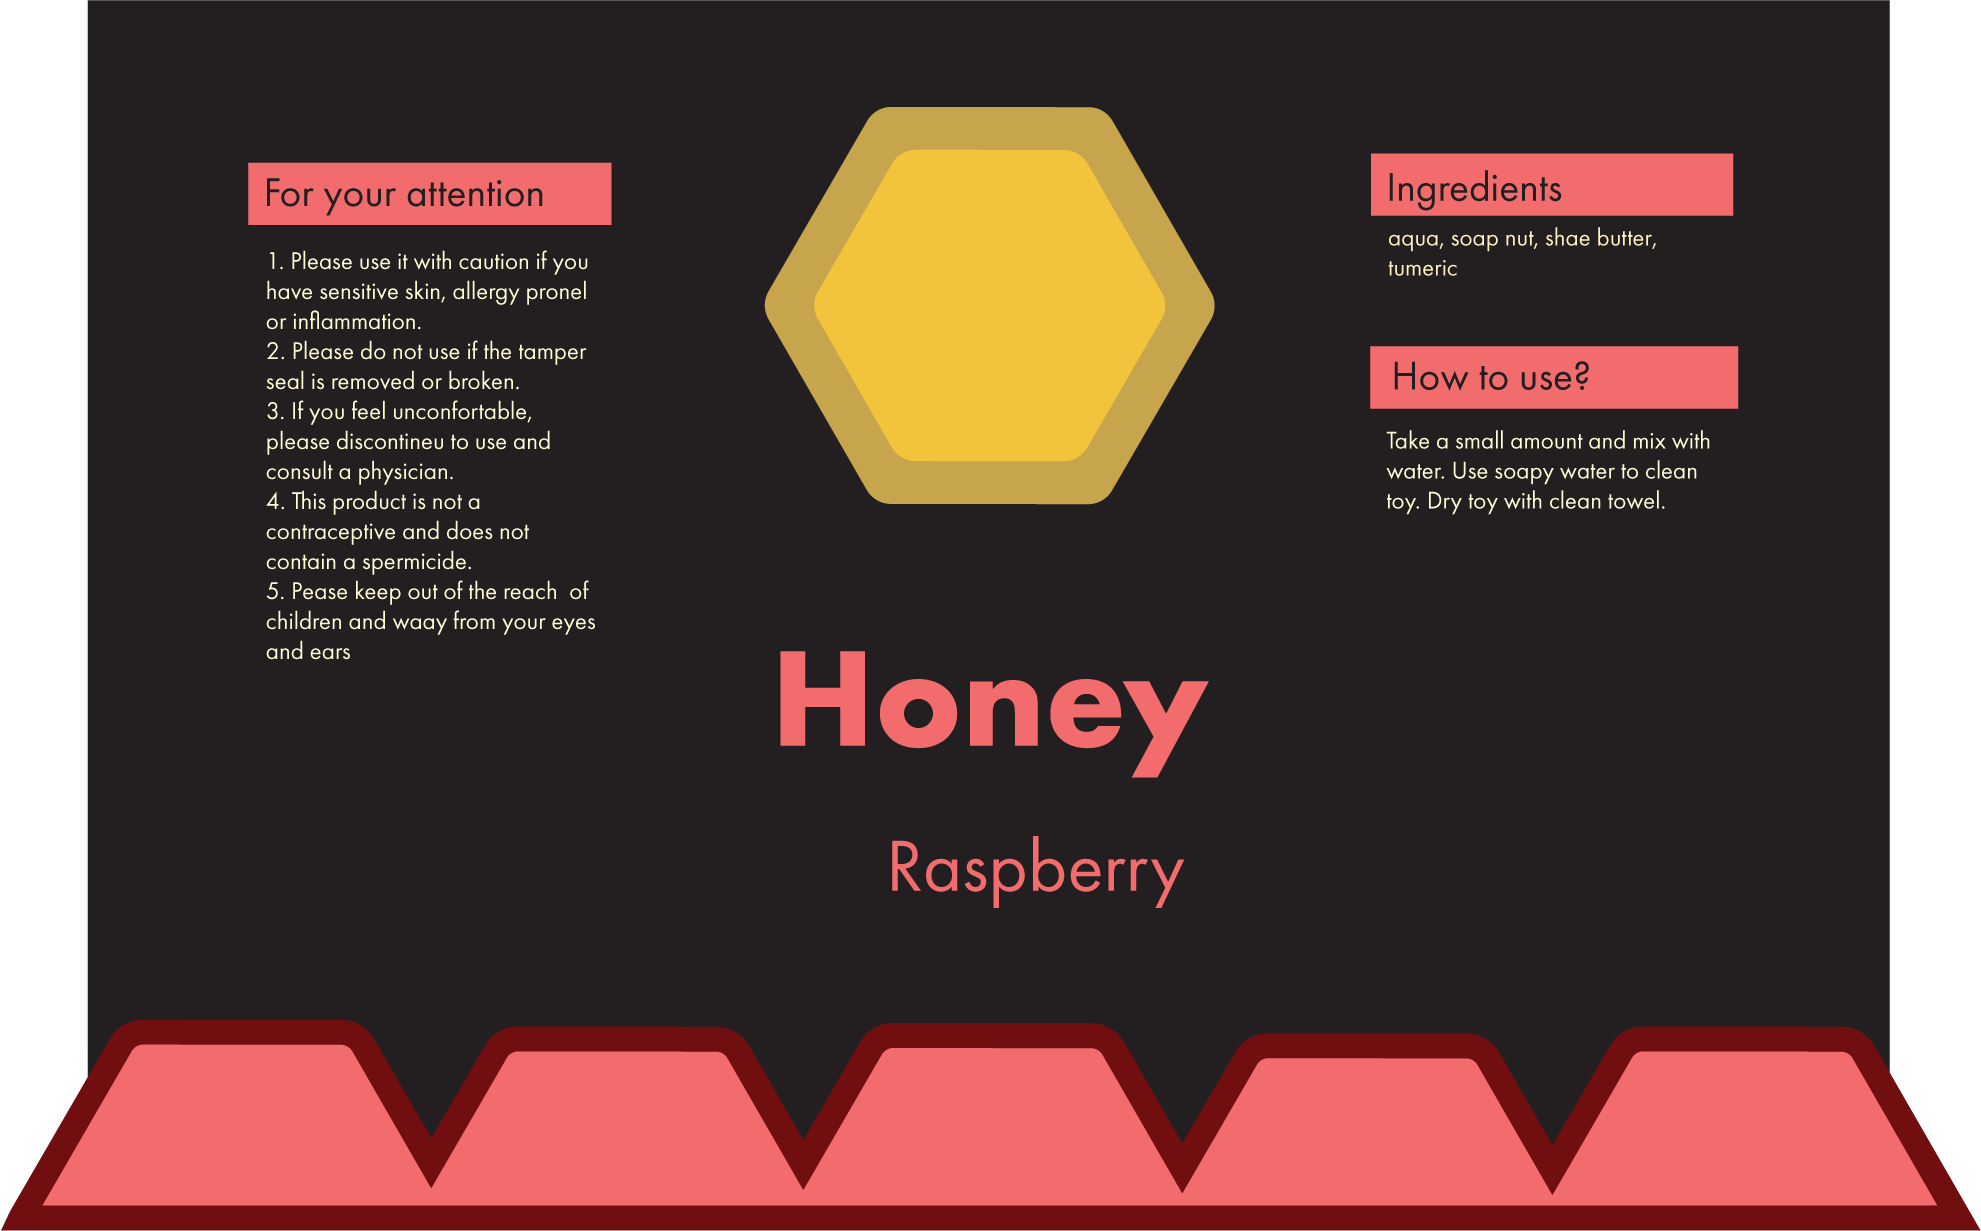 For your attention
1. Please use it with caution if you
have sensitive skin, allergy pronel
or inflammation.
2. Please do not use if the tamper
seal is removed or broken.
3. If you feel unconfortable,
please discontineu to use and
consult a physician.
4. This product is not a
contraceptive and does not
contain a spermicide.
5. Pease keep out of the reach  of
children and waay from your eyes
and ears
Honey
Raspberry
Ingredients
aqua, soap nut, shae butter,
tumeric
How to use?
Take a small amount and mix with
water. Use soapy water to clean
toy. Dry toy with clean towel.